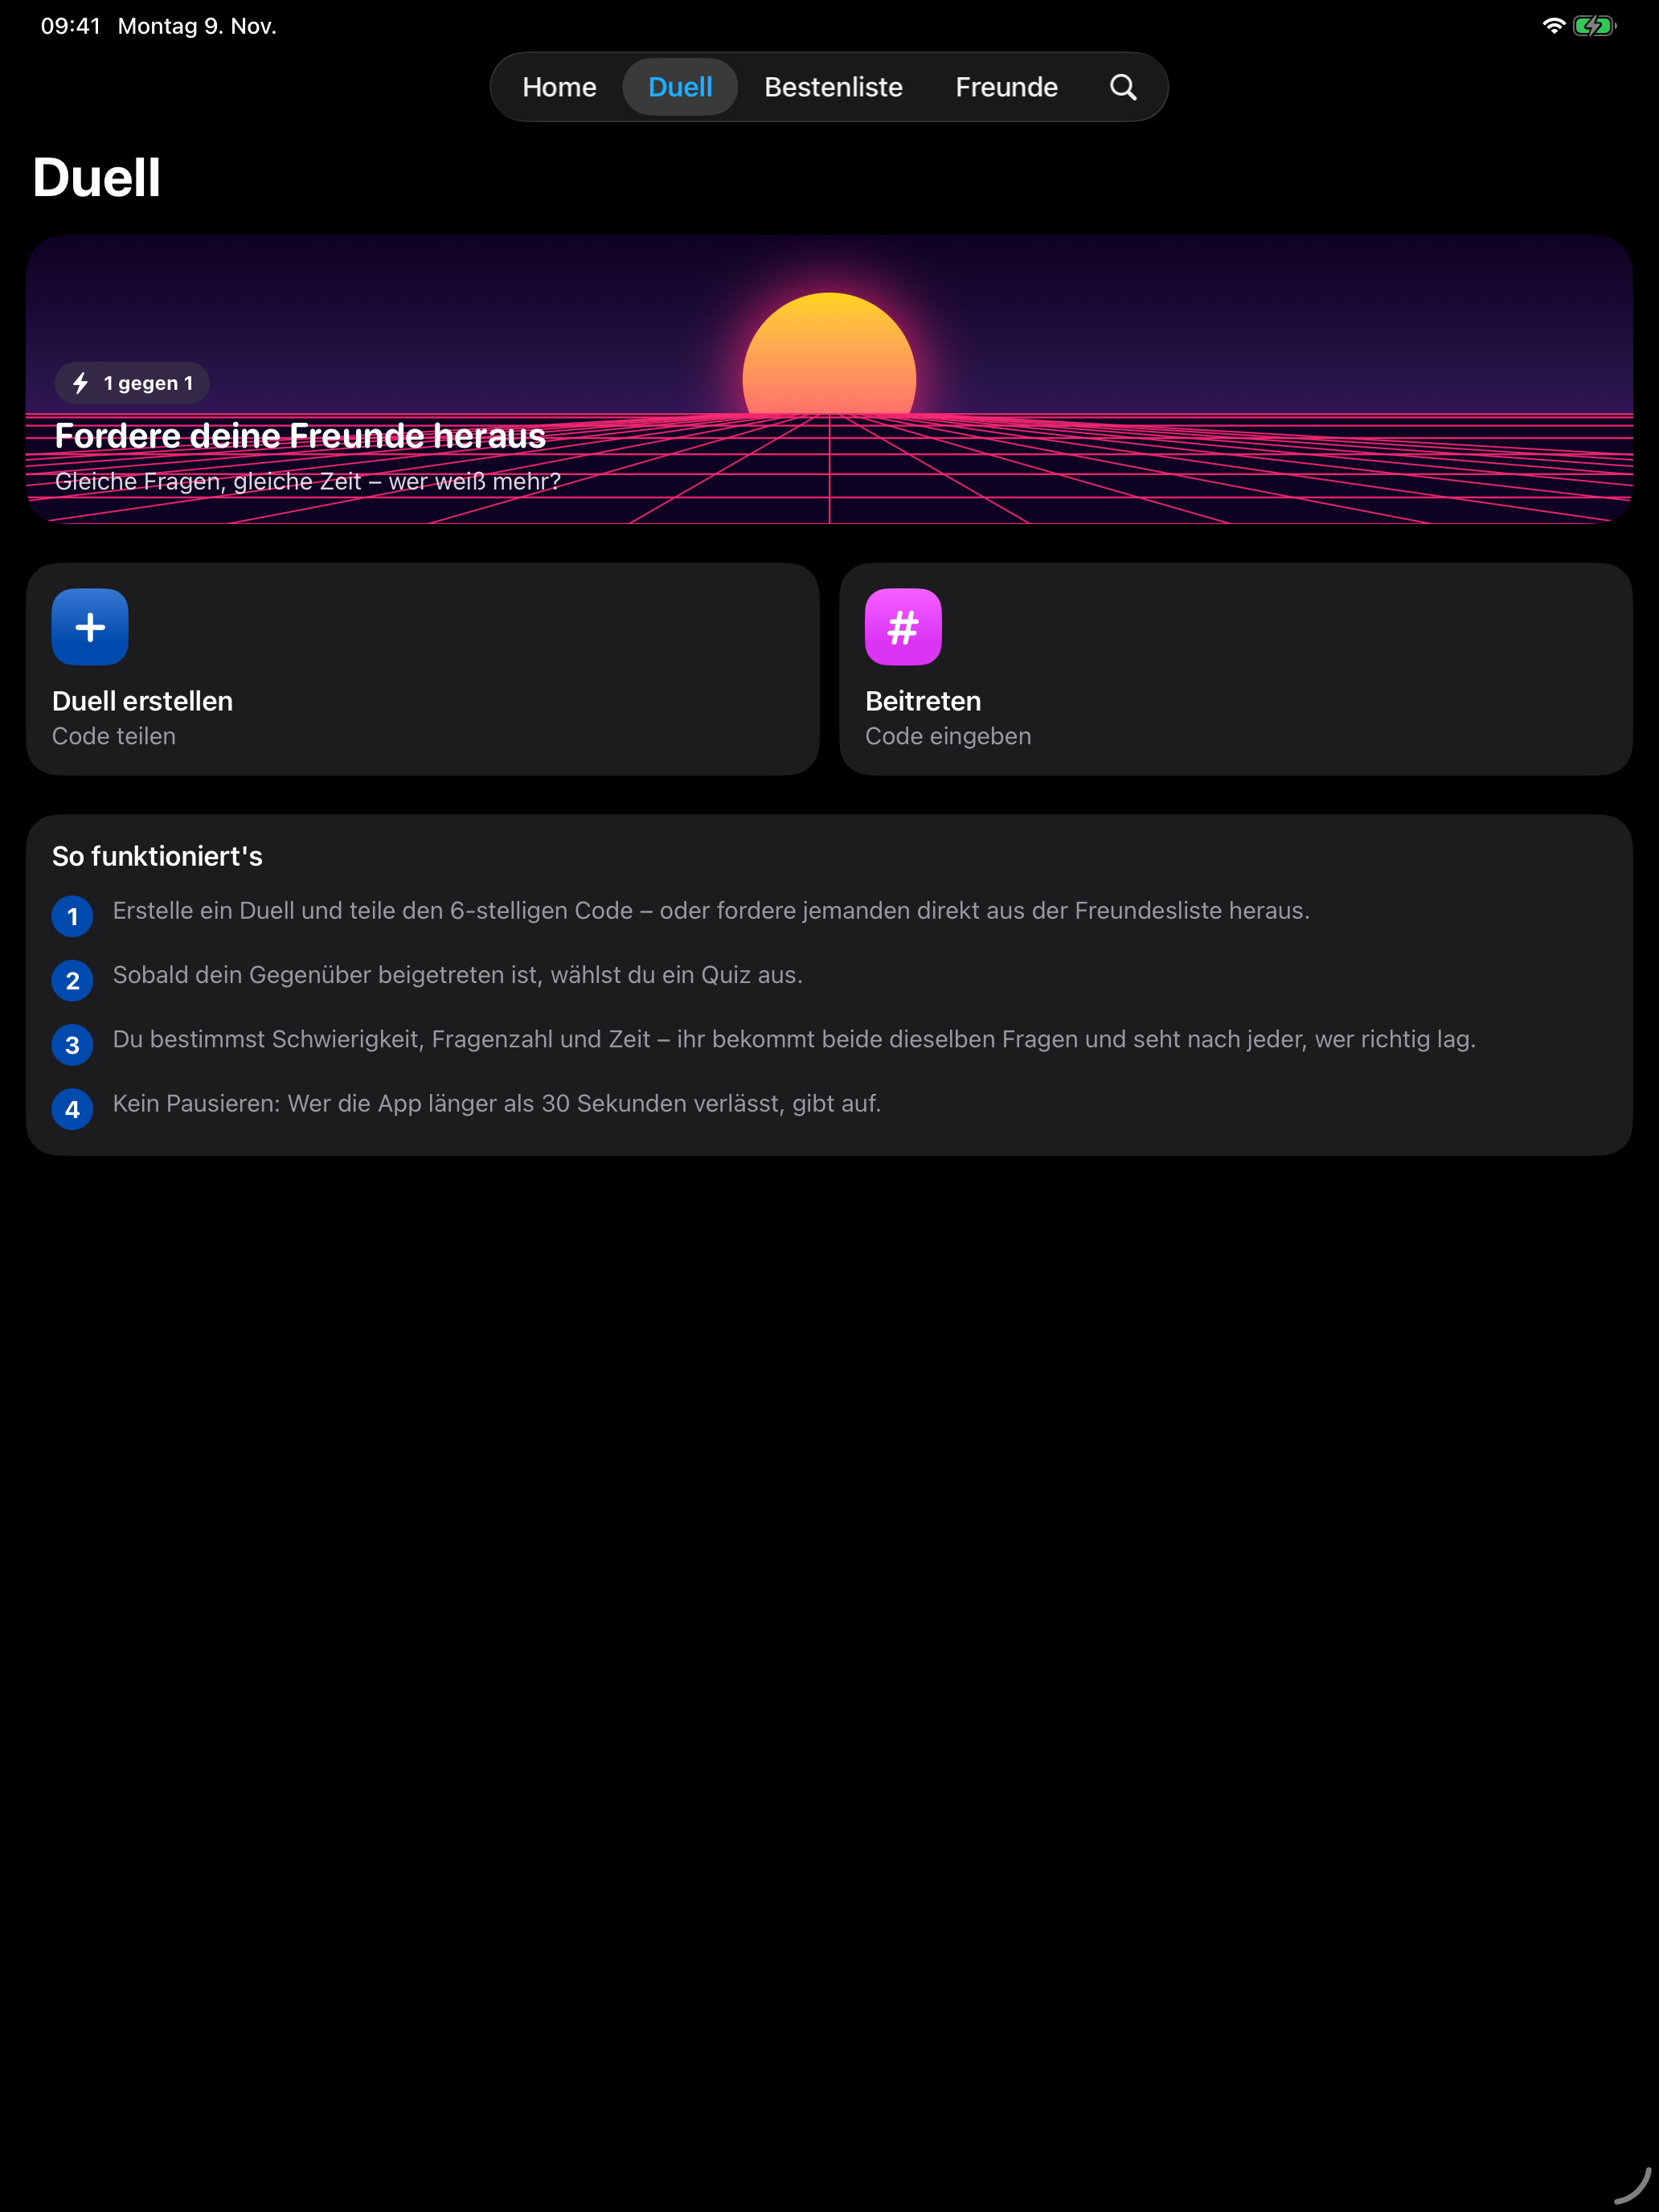 09:41 Montag 9. Nov.
Home Duell Bestenliste Freunde
Duell
1 gegen 1
Fordere deine Freunde heraus
Gleiche Fragen, gleiche Zeit – wer weiß mehr?
Duell erstellen
Code teilen
#
Beitreten
Code eingeben
So funktioniert's
1 Erstelle ein Duell und teile den 6-stelligen Code – oder fordere jemanden direkt aus der Freundesliste heraus.
2 Sobald dein Gegenüber beigetreten ist, wählst du ein Quiz aus.
3 Du bestimmst Schwierigkeit, Fragenzahl und Zeit – ihr bekommt beide dieselben Fragen und seht nach jeder, wer richtig lag.
4 Kein Pausieren: Wer die App länger als 30 Sekunden verlässt, gibt auf.